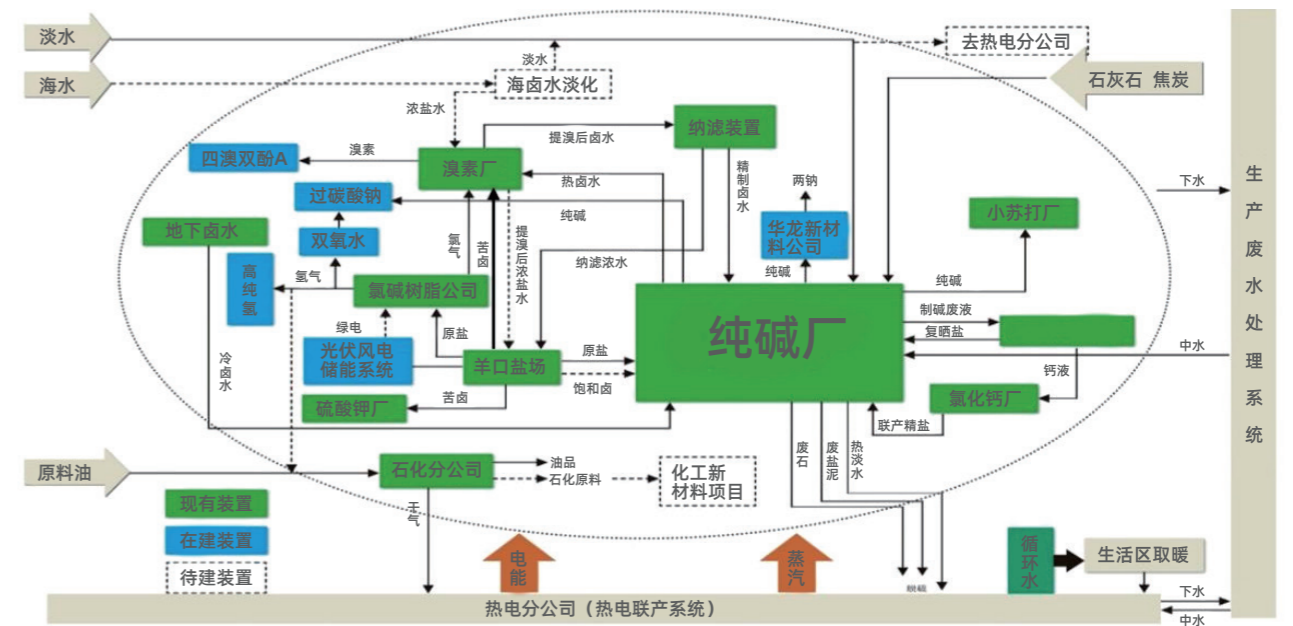 淡水
去热电分公司
淡水
海水
海卤水淡化
石灰石 焦炭
浓盐水
纳滤装置
提溴后卤水
四溴双酚A
溴素
溴素厂
热卤水
精制卤水
两钠
下水
生产废水处理系统
过碳酸钠
纯碱
小苏打厂
地下卤水
双氧水
氯气
苦卤
提溴后浓盐水
华龙新材
料公司
纳滤浓水
纯碱
纯碱
高纯氢
氢气
氯碱树脂公司
纯碱厂
制碱废液
绿电
原盐
复晒盐
光伏风电
储能系统
原盐
中水
羊口盐场
冷卤水
饱和卤
钙液
硫酸钾厂
苦卤
氯化钙厂
联产精盐
废石
废盐泥
热淡水
原料油
石化分公司
油品
石化原料
化工新
材料项目
现有装置
干气
在建装置
电能
蒸汽
循环水
生活区取暖
待建装置
脱硫
下水
热电分公司（热电联产系统）
中水